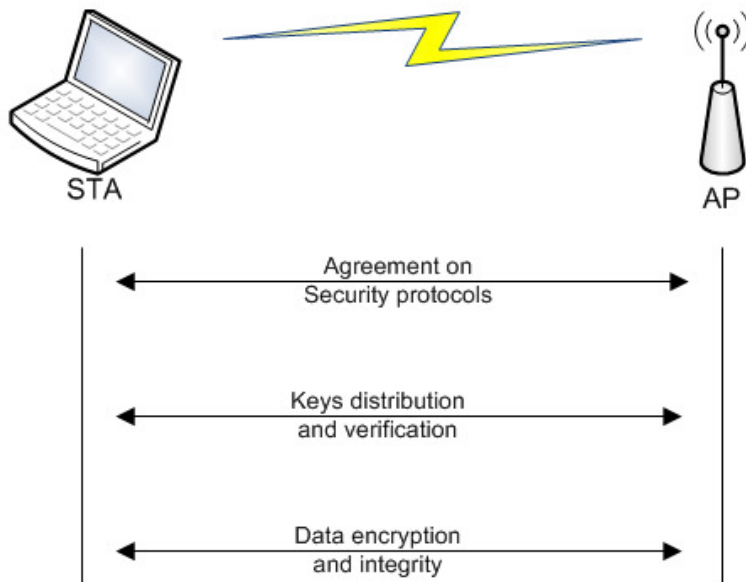 STA
AP
Agreement on
Security protocols
Keys distribution
and verification
Data encryption
and integrity